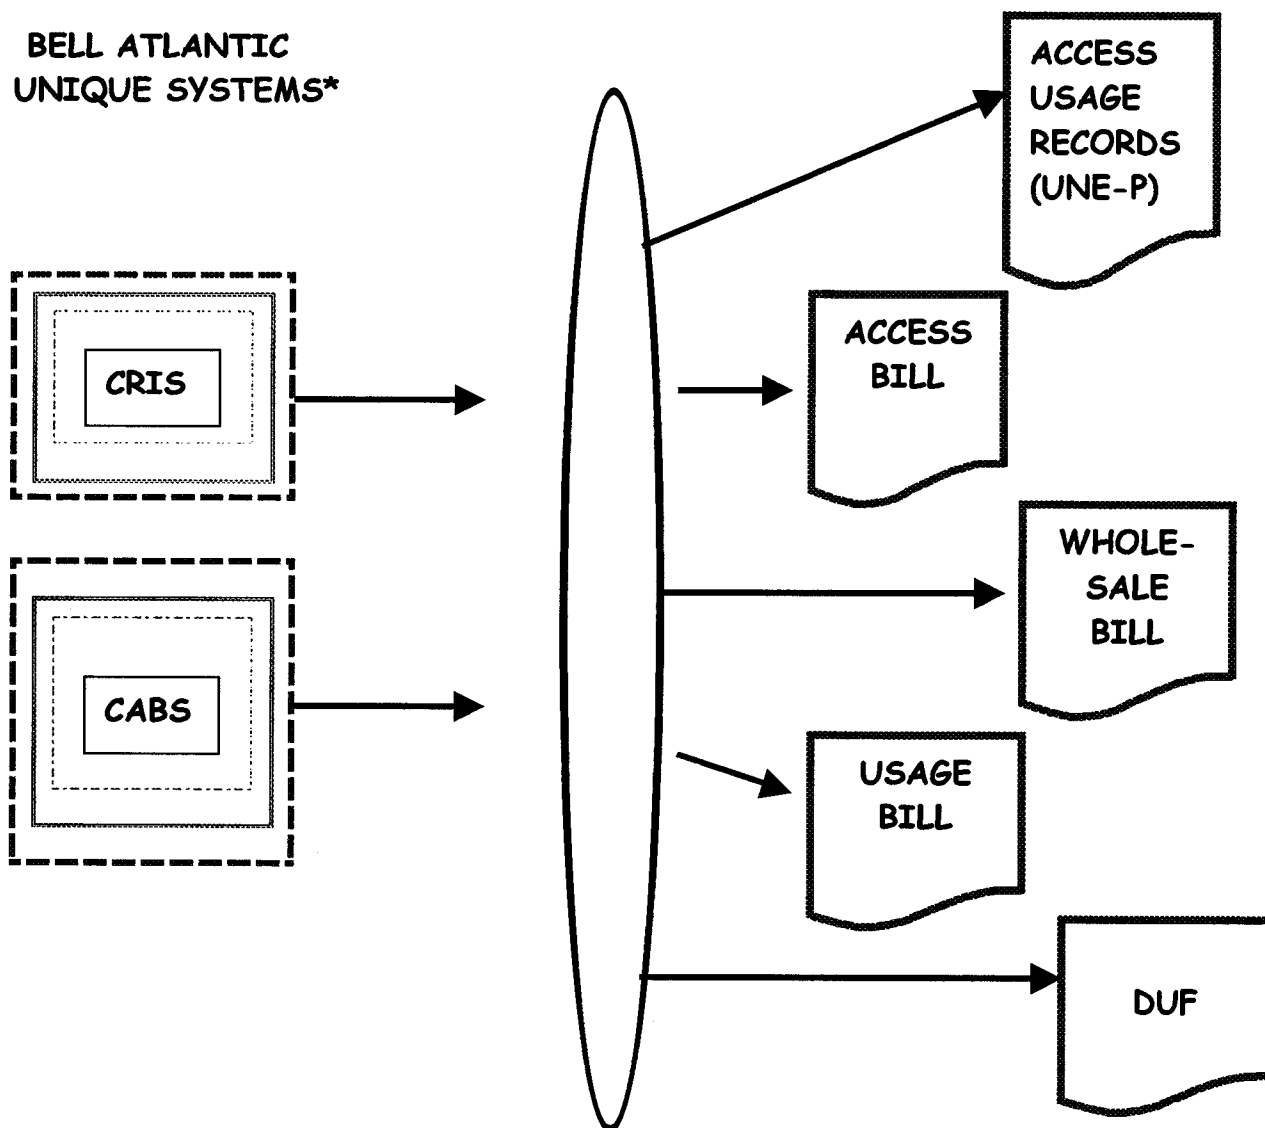 BELL ATLANTIC
UNIQUE SYSTEMS*
ACCESS
USAGE
RECORDS
(UNE-P)
CRIS
ACCESS
BILL
WHOLE-
SALE
BILL
CABS
USAGE
BILL
DUF